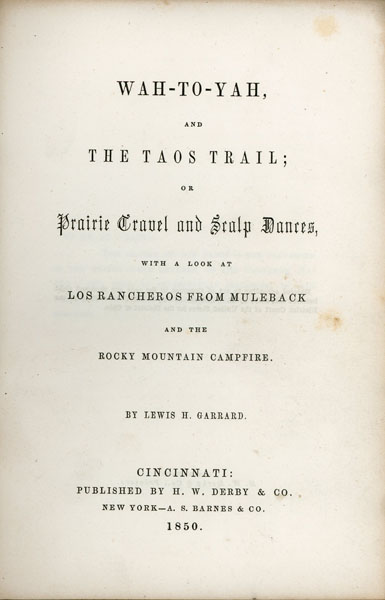 WAH-TO-YAH,
AND
THE TAOS TRAIL;
OR
Prairie Travel and Scalp Dances,
WITH A LOOK AT
LOS RANCHEROS FROM MULEBACK
AND THE
ROCKY MOUNTAIN CAMPFIRE.
BY LEWIS H. GARRARD.
CINCINNATI:
PUBLISHED BY H. W. DERBY & CO.
NEW YORK—A. S. BARNES & CO.
1850.